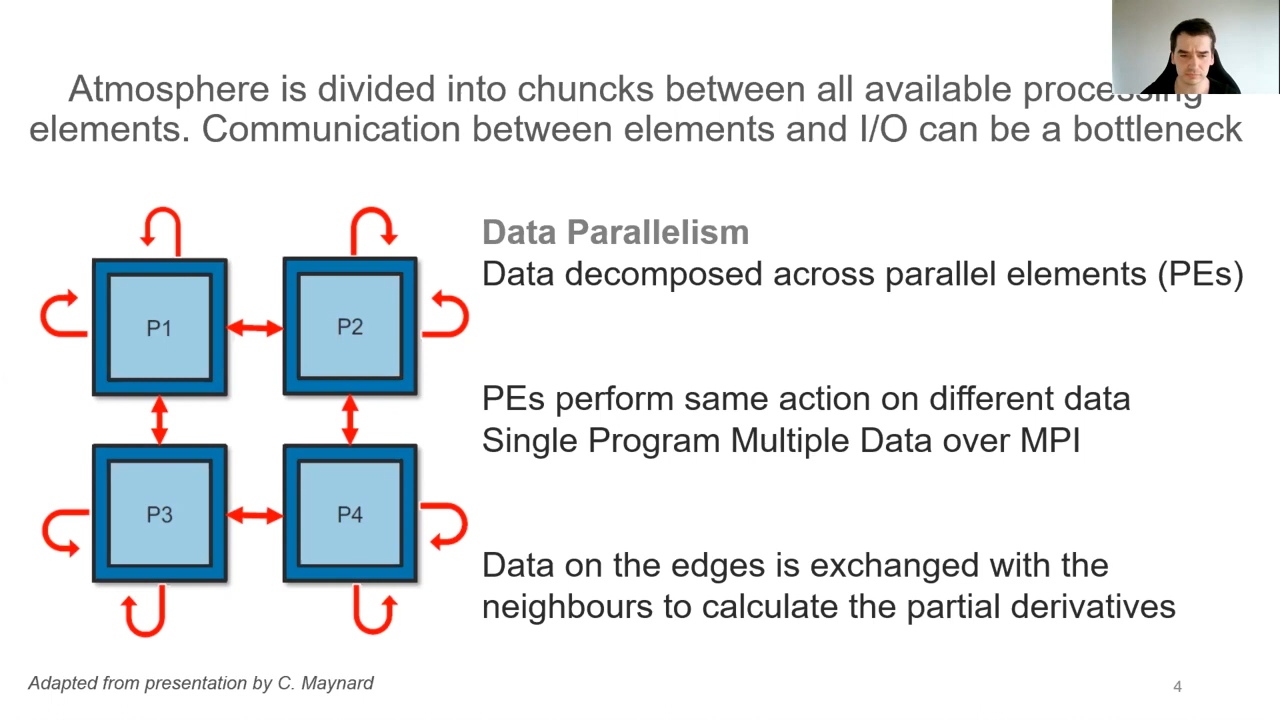 Atmosphere is divided into chuncks between all available processing
elements. Communication between elements and I/O can be a bottleneck
Data Parallelism
Data decomposed across parallel elements (PEs)
PEs perform same action on different data
Single Program Multiple Data over MPI
Data on the edges is exchanged with the
neighbours to calculate the partial derivatives
P1
P2
P3
P4
Adapted from presentation by C. Maynard
4